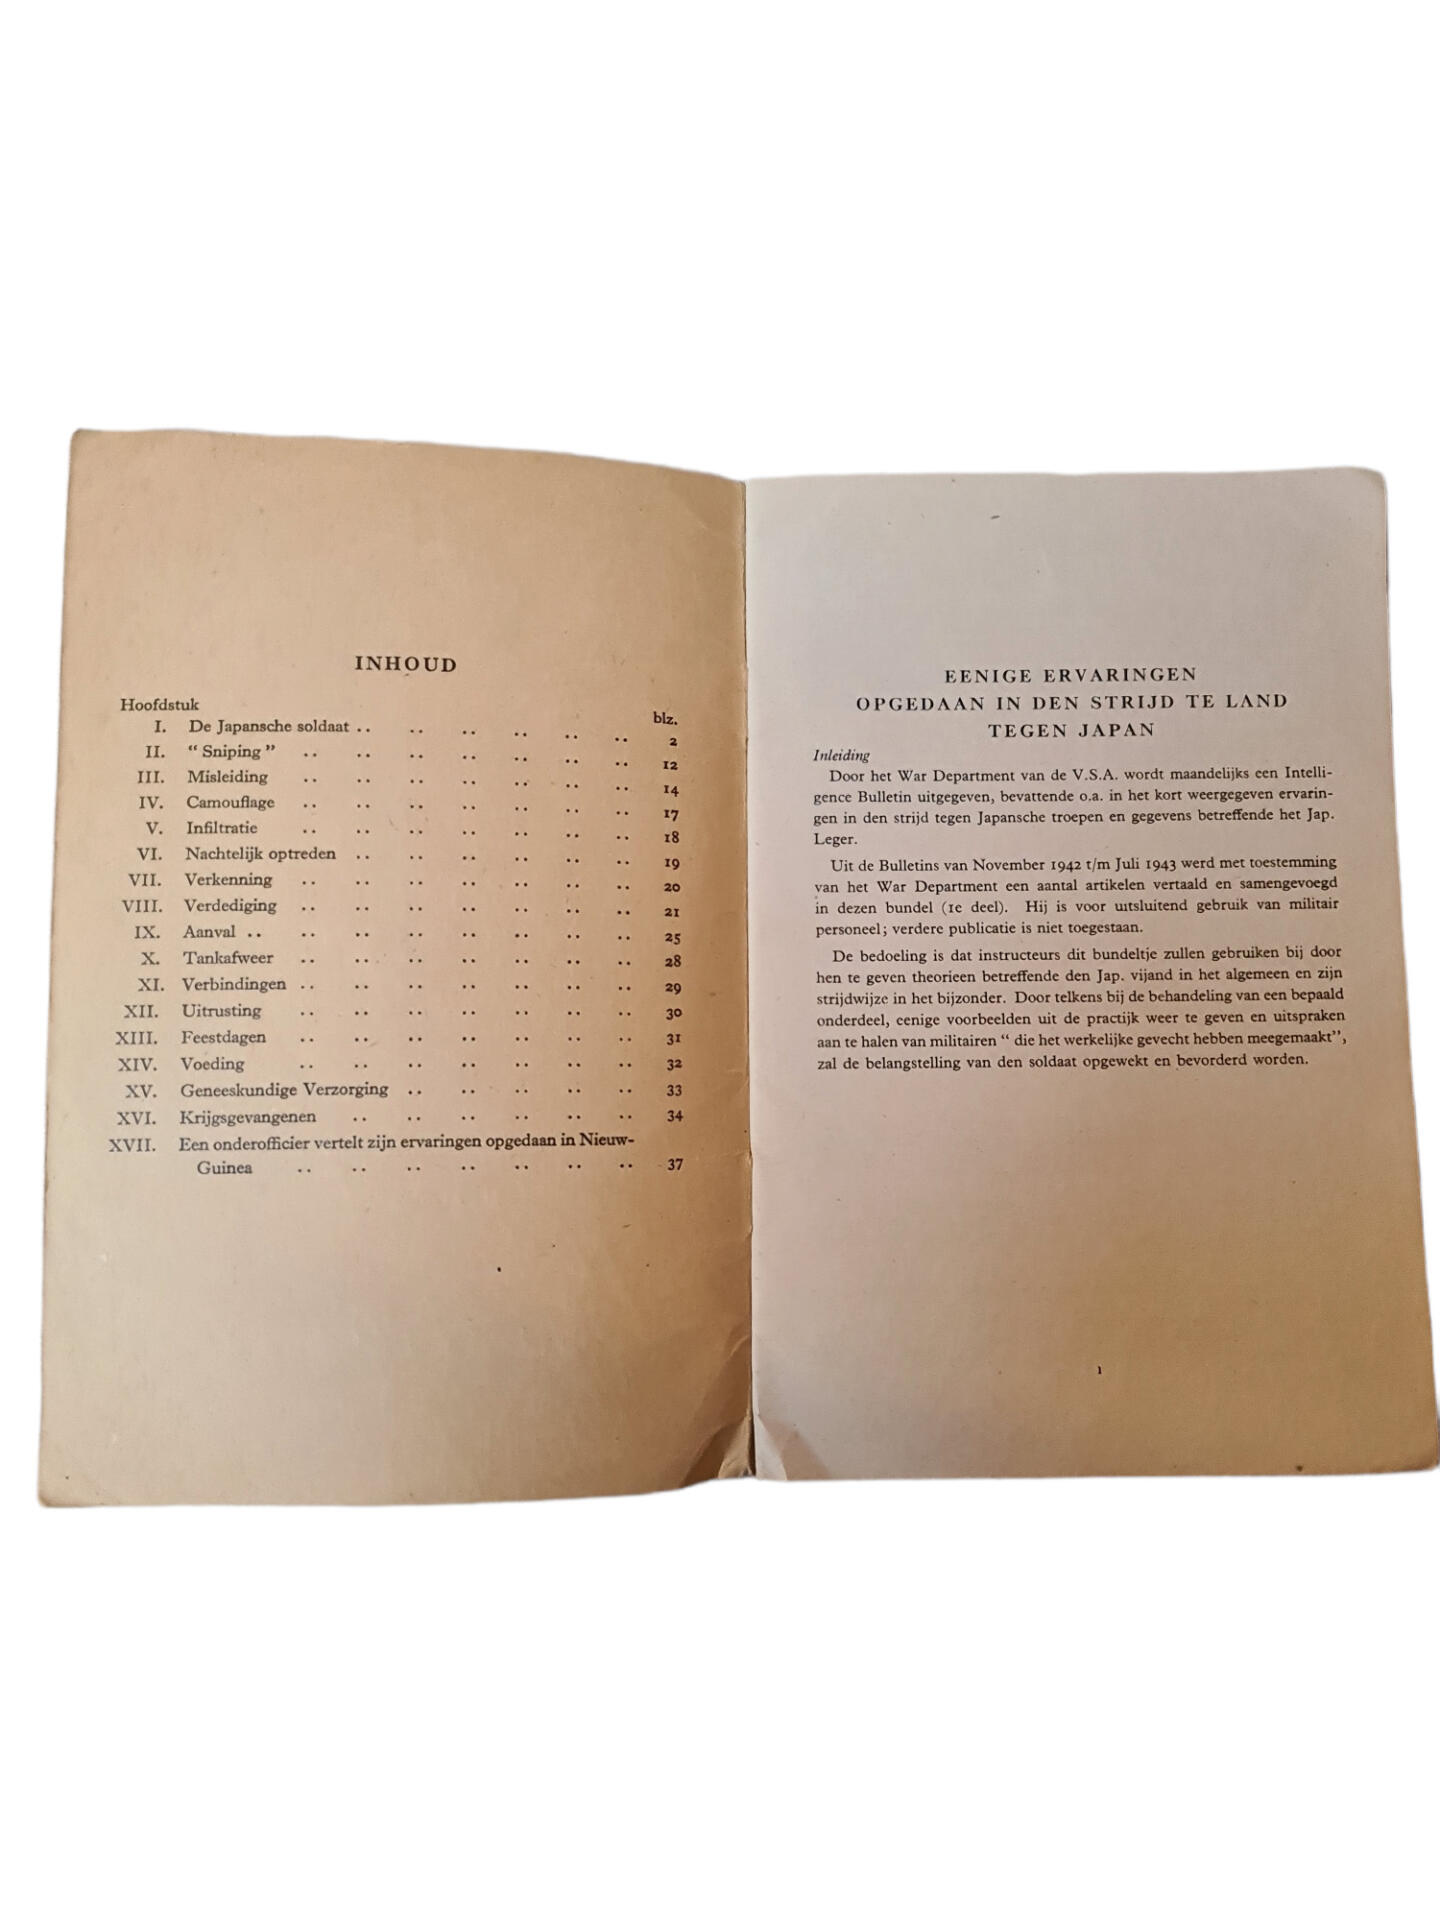 INHOUD
Hoofdstuk blz.
I. De Japansche soldaat .. .. .. .. .. .. 2
II. “ Sniping ” .. .. .. .. .. .. .. 12
III. Misleiding .. .. .. .. .. .. .. 14
IV. Camouflage .. .. .. .. .. .. .. 17
V. Infiltratie .. .. .. .. .. .. .. 18
VI. Nachtelijk optreden .. .. .. .. .. .. 19
VII. Verkenning .. .. .. .. .. .. .. 20
VIII. Verdediging .. .. .. .. .. .. .. 21
IX. Aanval .. .. .. .. .. .. .. .. 25
X. Tankafweer .. .. .. .. .. .. .. 28
XI. Verbindingen .. .. .. .. .. .. .. 29
XII. Uitrusting .. .. .. .. .. .. .. 30
XIII. Feestdagen .. .. .. .. .. .. .. 31
XIV. Voeding .. .. .. .. .. .. .. 32
XV. Geneeskundige Verzorging .. .. .. .. .. 33
XVI. Krijgsgevangenen .. .. .. .. .. .. 34
XVII. Een onderofficier vertelt zijn ervaringen opgedaan in Nieuw-
Guinea .. .. .. .. .. .. .. 37
EENIGE ERVARINGEN
OPGEDAAN IN DEN STRIJD TE LAND
TEGEN JAPAN
Inleiding
Door het War Department van de V.S.A. wordt maandelijks een Intelli-
gence Bulletin uitgegeven, bevattende o.a. in het kort weergegeven ervarin-
gen in den strijd tegen Japansche troepen en gegevens betreffende het Jap.
Leger.
Uit de Bulletins van November 1942 t/m Juli 1943 werd met toestemming
van het War Department een aantal artikelen vertaald en samengevoegd
in dezen bundel (1e deel). Hij is voor uitsluitend gebruik van militair
personeel; verdere publicatie is niet toegestaan.
De bedoeling is dat instructeurs dit bundeltje zullen gebruiken bij door
hen te geven theorieen betreffende den Jap. vijand in het algemeen en zijn
strijdwijze in het bijzonder. Door telkens bij de behandeling van een bepaald
onderdeel, eenige voorbeelden uit de practijk weer te geven en uitspraken
aan te halen van militairen “ die het werkelijke gevecht hebben meegemaakt”,
zal de belangstelling van den soldaat opgewekt en bevorderd worden.
1